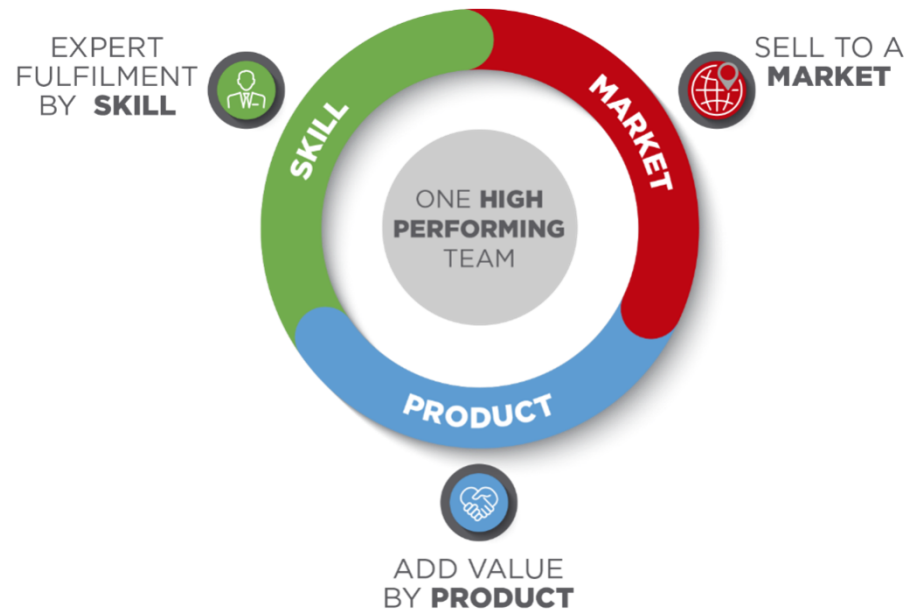 EXPERT
FULFILMENT
BY SKILL
SELL TO A
MARKET
SKILL
MARKET
ONE HIGH
PERFORMING
TEAM
PRODUCT
ADD VALUE
BY PRODUCT